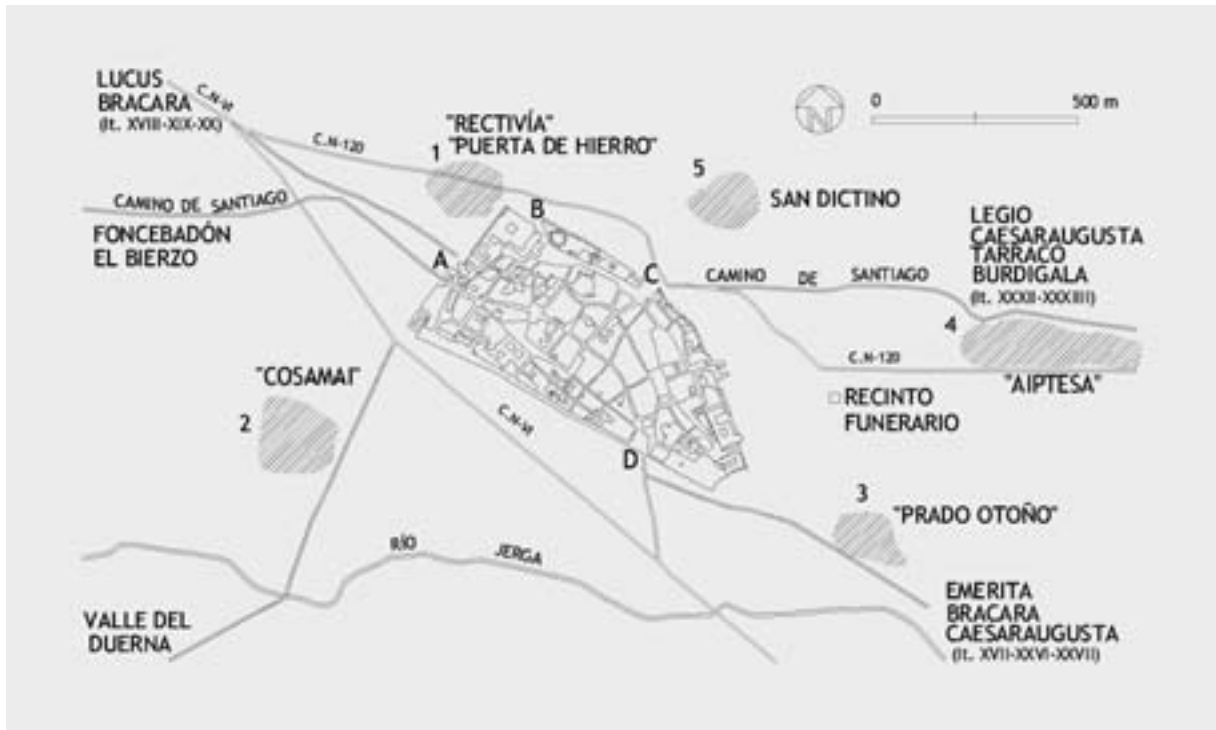 LUCUS
BRACARA
(It. XVIII-XIX-XX)
C.N-VI
C.N-120
"RECTIVÍA"
"PUERTA DE HIERRO"
1
N
0
500 m
5
SAN DICTINO
CAMINO DE SANTIAGO
FONCEBADÓN
EL BIERZO
A
B
C
CAMINO DE SANTIAGO
LEGIO
CAESARAUGUSTA
TARRACO
BURDIGALA
(It. XXXII-XXXIIII)
4
C.N-120
"AIPTESA"
RECINTO
FUNERARIO
"COSAMAI"
2
C.N-VI
D
3
"PRADO OTOÑO"
RÍO JERGA
VALLE DEL
DUERNA
EMERITA
BRACARA
CAESARAUGUSTA
(It. XVII-XXVI-XXVII)